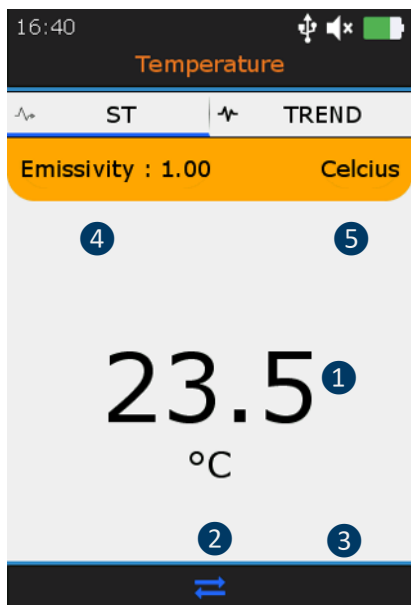 16:40
Temperature
ST TREND
Emissivity : 1.00 Celcius
4 5
23.5 1
°C
2 3